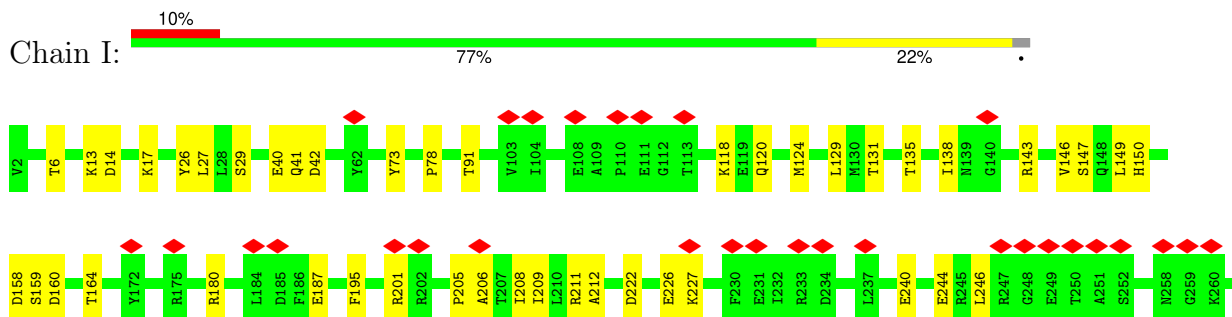 10%
Chain I:
77% 22% •
V2 T6 K13 D14 K17 Y26 L27 L28 S29 E40 Q41 D42 Y62 Y73 P78 T91 V103 I104 E108 A109 P110 E111 G112 T113 K118 E119 Q120 M124 L129 M130 T131 T135 I138 N139 G140 R143 V146 S147 Q148 L149 H150
D158 S159 D160 T164 Y172 R175 R180 L184 D185 F186 E187 F195 R201 R202 P205 A206 T207 I208 I209 L210 R211 A212 D222 E226 K227 F230 E231 I232 R233 D234 L237 E240 E244 R245 L246 R247 G248 E249 T250 A251 S252 N258 G259 K260